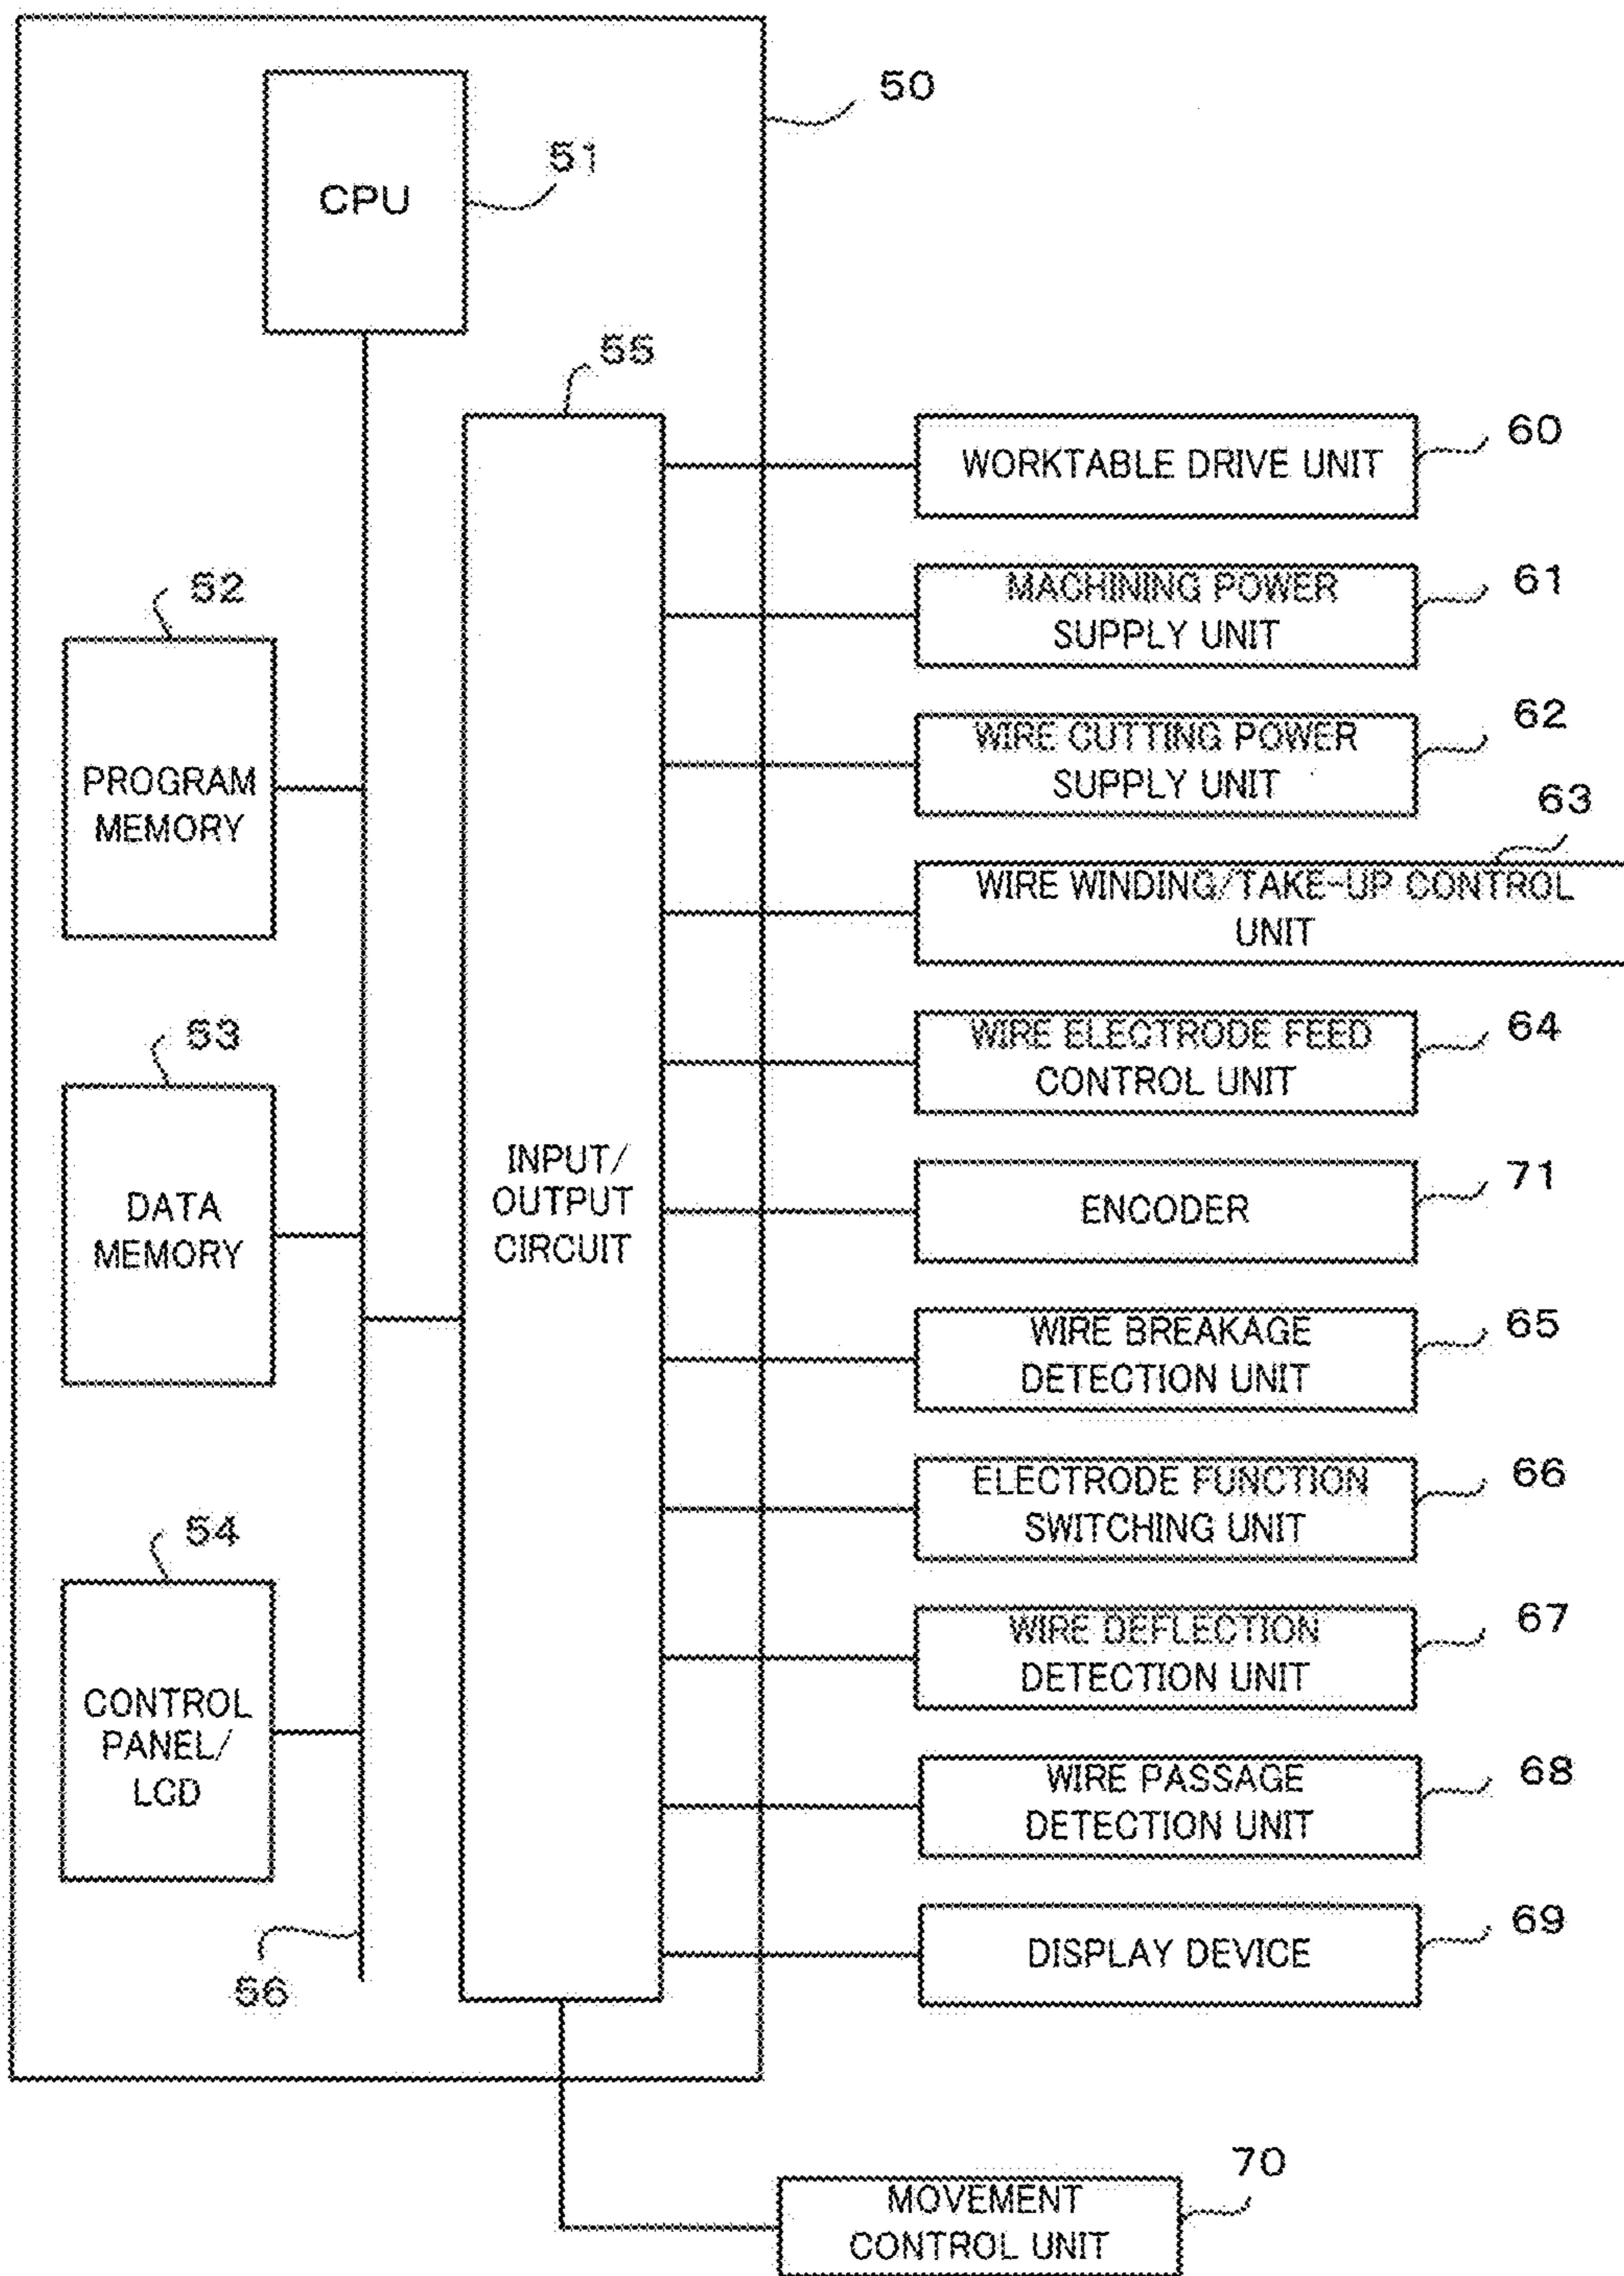 50
51
CPU
55
60
WORKTABLE DRIVE UNIT
61
MACHINING POWER
SUPPLY UNIT
52
PROGRAM
MEMORY
62
WIRE CUTTING POWER
SUPPLY UNIT
63
WIRE WINDING/TAKE-UP CONTROL
UNIT
53
DATA
MEMORY
64
WIRE ELECTRODE FEED
CONTROL UNIT
INPUT/
OUTPUT
CIRCUIT
71
ENCODER
65
WIRE BREAKAGE
DETECTION UNIT
54
CONTROL
PANEL/
LCD
66
ELECTRODE FUNCTION
SWITCHING UNIT
67
WIRE DEFLECTION
DETECTION UNIT
68
WIRE PASSAGE
DETECTION UNIT
56
69
DISPLAY DEVICE
70
MOVEMENT
CONTROL UNIT